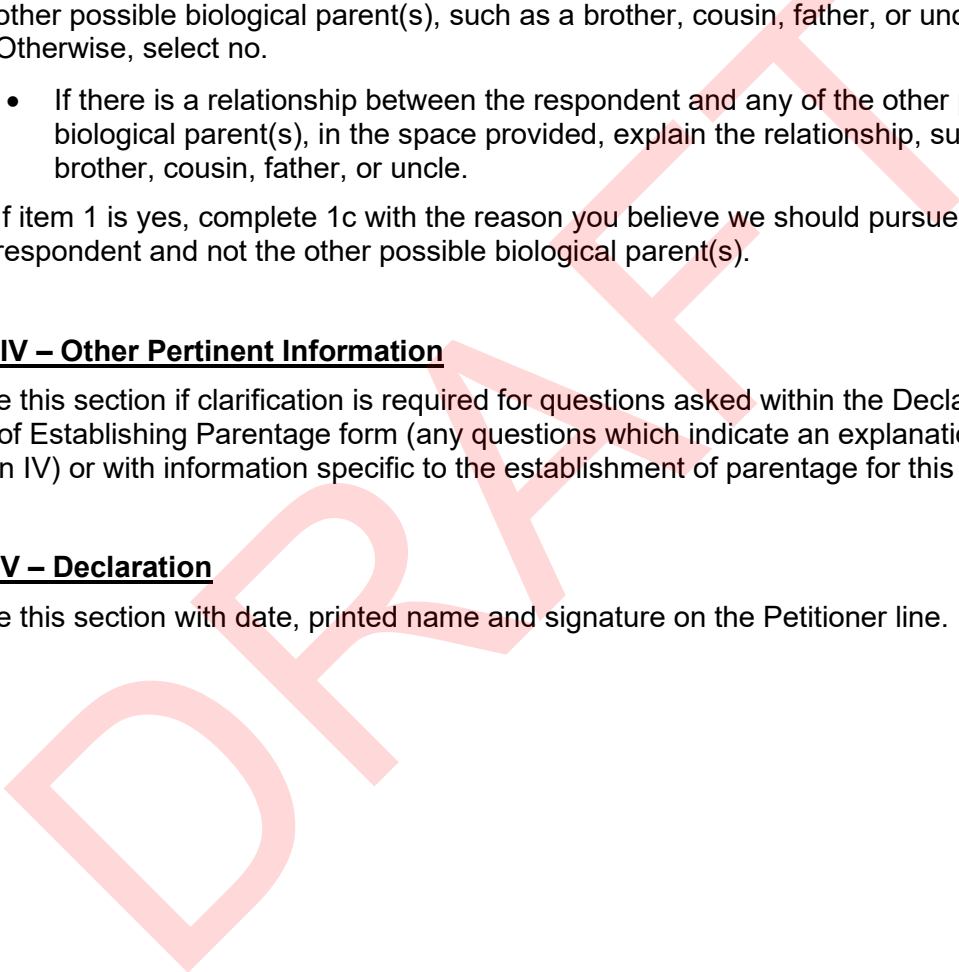 other possible biological parent(s), such as a brother, cousin, father, or
Otherwise, select no.
• If there is a relationship between the respondent and any of the other
biological parent(s), in the space provided, explain the relationship,
brother, cousin, father, or uncle.
f item 1 is yes, complete 1c with the reason you believe we should pursue
respondent and not the other possible biological parent(s).
IV – Other Pertinent Information
e this section if clarification is required for questions asked within the
of Establishing Parentage form (any questions which indicate an
n IV) or with information specific to the establishment of parentage for this
V – Declaration
e this section with date, printed name and signature on the Petitioner line.
DRAFT